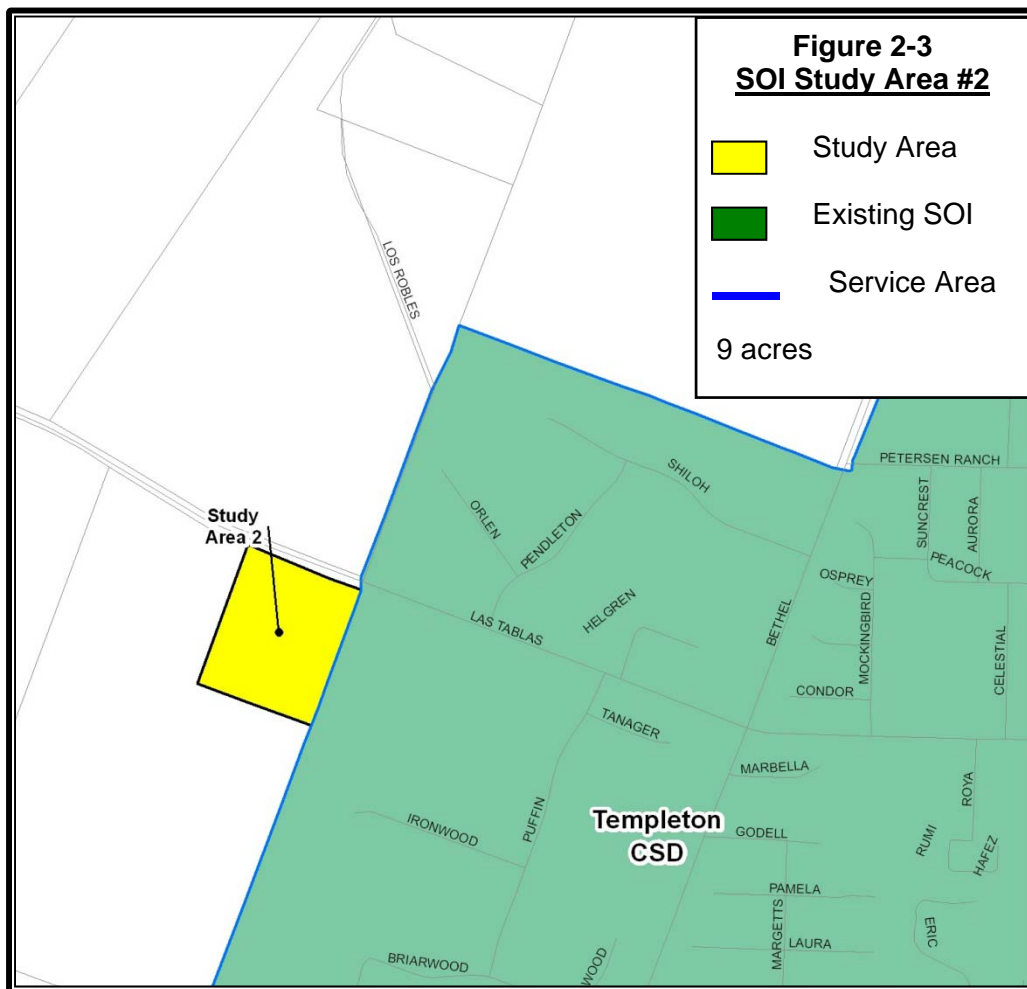 Figure 2-3
SOI Study Area #2
Study Area
Existing SOI
Service Area
9 acres
LOS ROBLES
Study
Area 2
PETERSEN RANCH
SHILOH
ORLEN
PENDLETON
SUNCREST
AURORA
PEACOCK
OSPREY
MOCKINGBIRD
HELGREN
LAS TABLAS
BETHEL
CELESTIAL
CONDOR
TANAGER
MARBELLA
ROYA
PUFFIN
IRONWOOD
Templeton
CSD
GODELL
RUMI
HAFEZ
PAMELA
MARGETTS
LAURA
ERIC
BRIARWOOD
WOOD